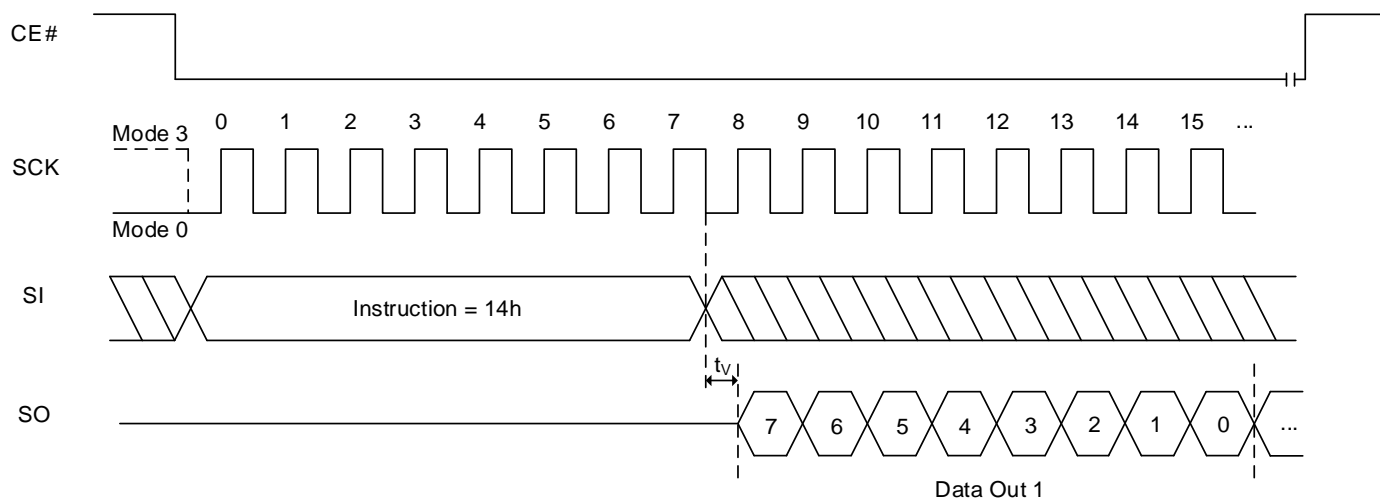 CE#
0 1 2 3 4 5 6 7 8 9 10 11 12 13 14 15 ...
Mode 3
SCK
Mode 0
SI
Instruction = 14h
tV
SO
7 6 5 4 3 2 1 0 ...
Data Out 1